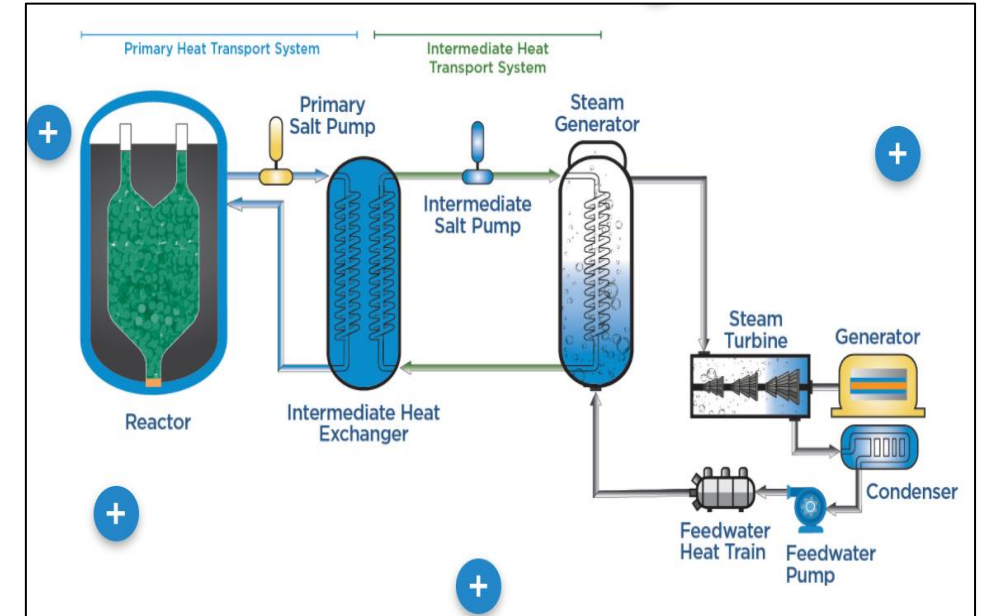 Primary Heat Transport System
Intermediate Heat
Transport System
Primary
Salt Pump
Steam
Generator
+
+
Intermediate
Salt Pump
Steam
Turbine
Generator
Reactor
Intermediate Heat
Exchanger
Condenser
+
Feedwater
Heat Train
Feedwater
Pump
+